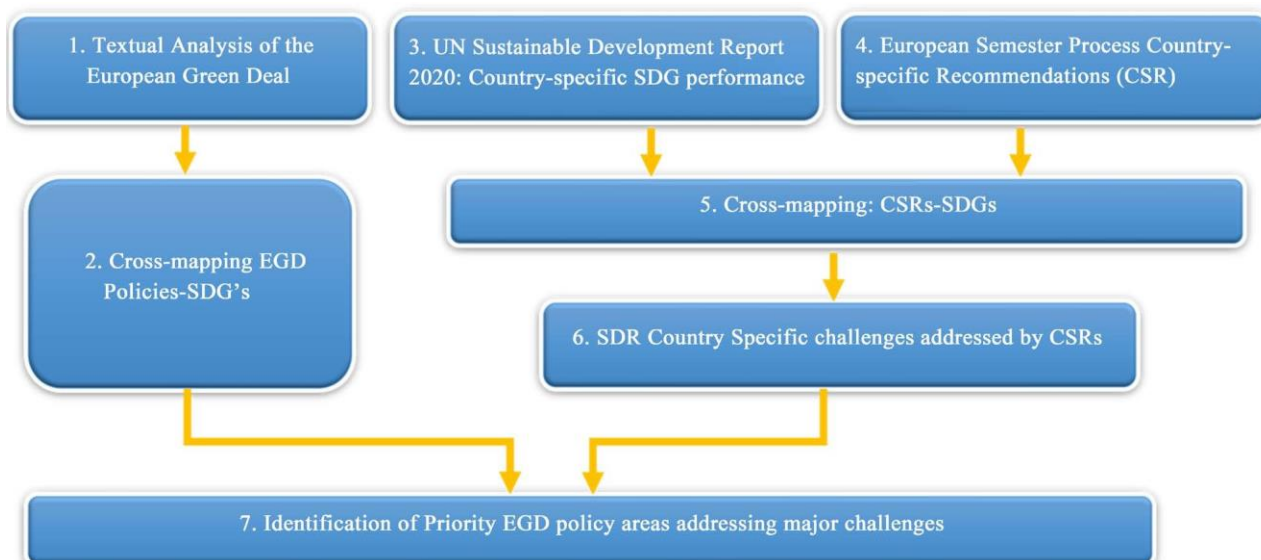 1. Textual Analysis of the
European Green Deal
3. UN Sustainable Development Report
2020: Country-specific SDG performance
4. European Semester Process Country-
specific Recommendations (CSR)
2. Cross-mapping EGD
Policies-SDG's
5. Cross-mapping: CSRs-SDGs
6. SDR Country Specific challenges addressed by CSRs
7. Identification of Priority EGD policy areas addressing major challenges